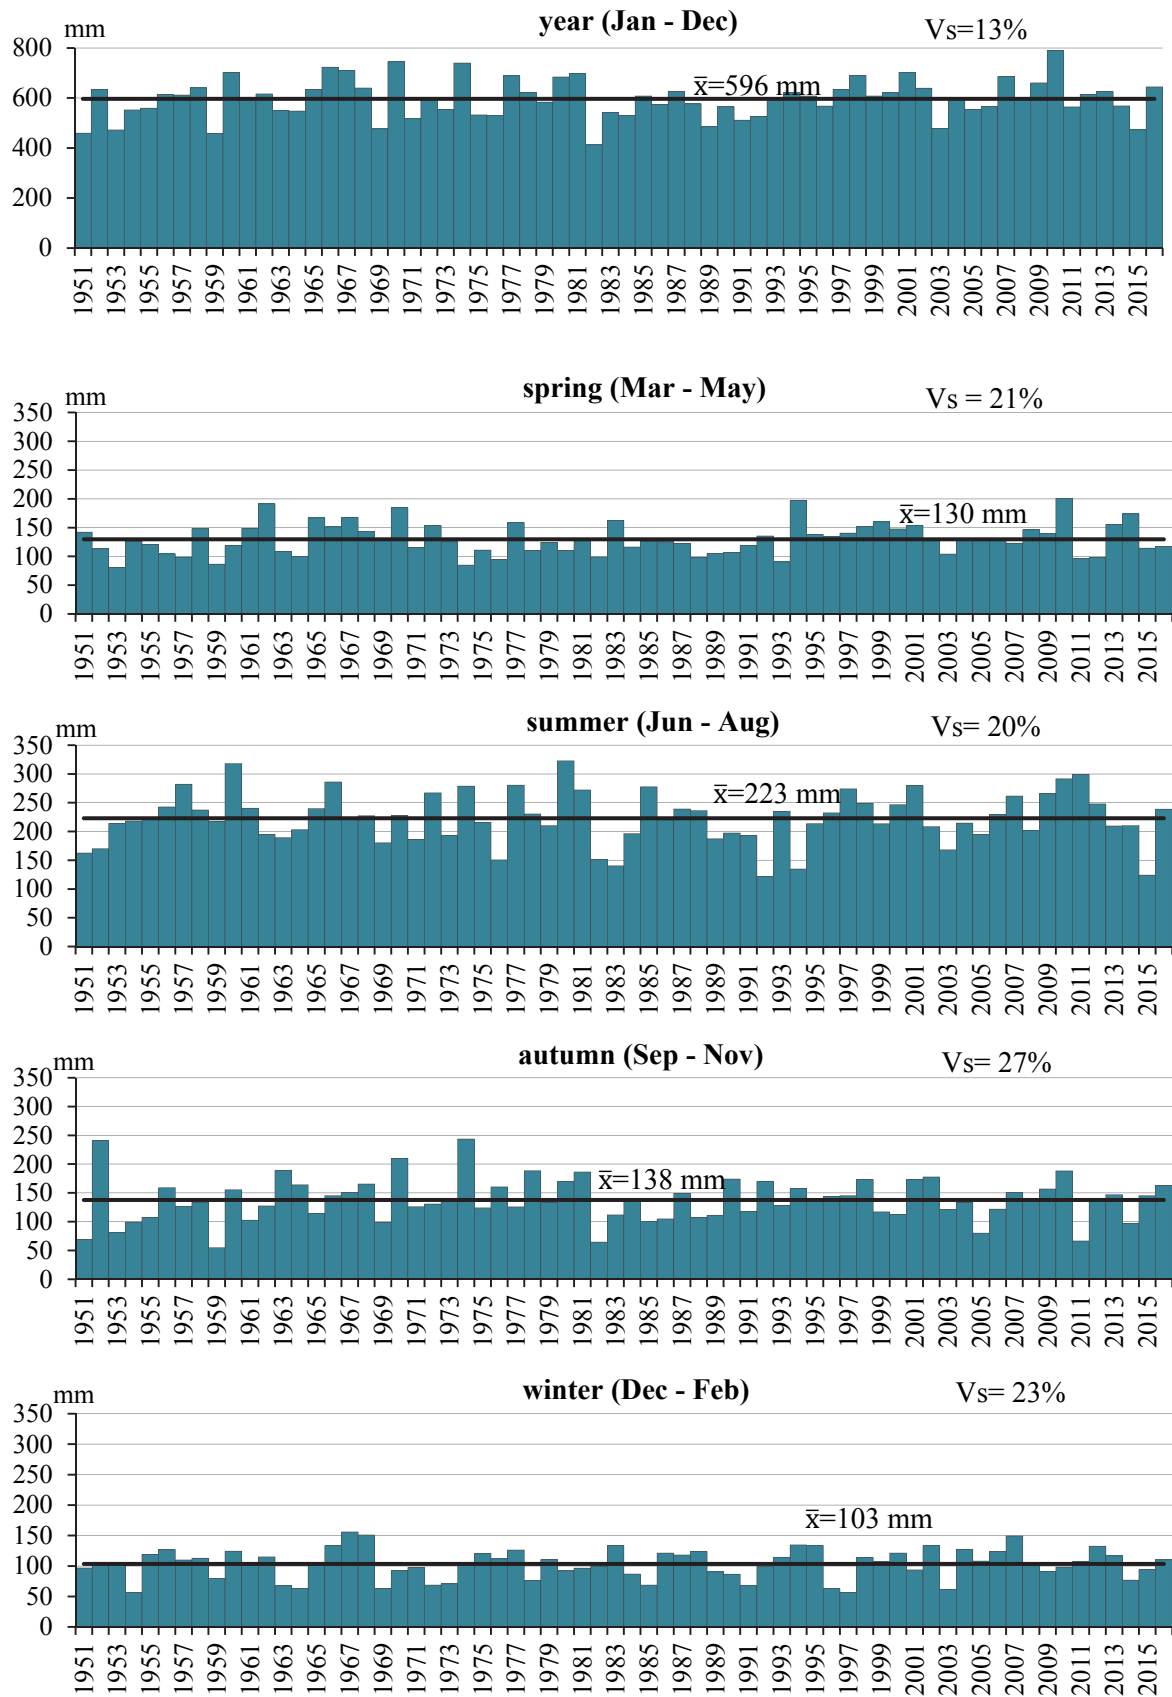 year (Jan - Dec)
Vs=13%
mm
x̄=596 mm
800
600
400
200
0
1951 1953 1955 1957 1959 1961 1963 1965 1967 1969 1971 1973 1975 1977 1979 1981 1983 1985 1987 1989 1991 1993 1995 1997 1999 2001 2003 2005 2007 2009 2011 2013 2015
spring (Mar - May)
Vs = 21%
mm
x̄=130 mm
350
300
250
200
150
100
50
0
1951 1953 1955 1957 1959 1961 1963 1965 1967 1969 1971 1973 1975 1977 1979 1981 1983 1985 1987 1989 1991 1993 1995 1997 1999 2001 2003 2005 2007 2009 2011 2013 2015
summer (Jun - Aug)
Vs= 20%
mm
x̄=223 mm
350
300
250
200
150
100
50
0
1951 1953 1955 1957 1959 1961 1963 1965 1967 1969 1971 1973 1975 1977 1979 1981 1983 1985 1987 1989 1991 1993 1995 1997 1999 2001 2003 2005 2007 2009 2011 2013 2015
autumn (Sep - Nov)
Vs= 27%
mm
x̄=138 mm
350
300
250
200
150
100
50
0
1951 1953 1955 1957 1959 1961 1963 1965 1967 1969 1971 1973 1975 1977 1979 1981 1983 1985 1987 1989 1991 1993 1995 1997 1999 2001 2003 2005 2007 2009 2011 2013 2015
winter (Dec - Feb)
Vs= 23%
mm
x̄=103 mm
350
300
250
200
150
100
50
0
1951 1953 1955 1957 1959 1961 1963 1965 1967 1969 1971 1973 1975 1977 1979 1981 1983 1985 1987 1989 1991 1993 1995 1997 1999 2001 2003 2005 2007 2009 2011 2013 2015